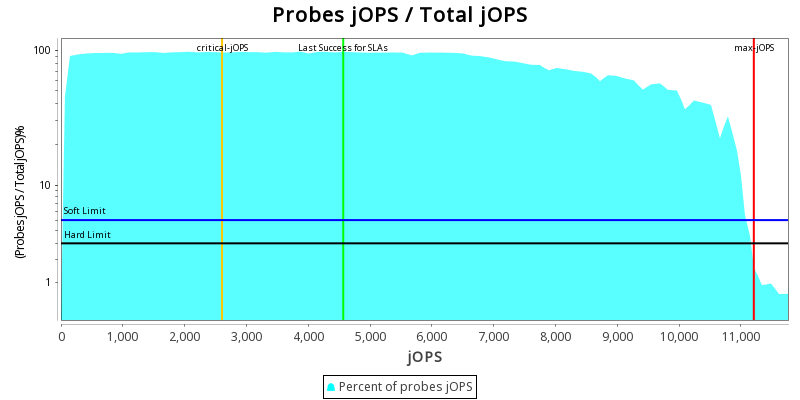 Probes jOPS / Total jOPS
(Probes jOPS / Total jOPS)%
100
10
1
critical-jOPS
Last Success for SLAs
max-jOPS
Soft Limit
Hard Limit
0 1,000 2,000 3,000 4,000 5,000 6,000 7,000 8,000 9,000 10,000 11,000
jOPS
Percent of probes jOPS